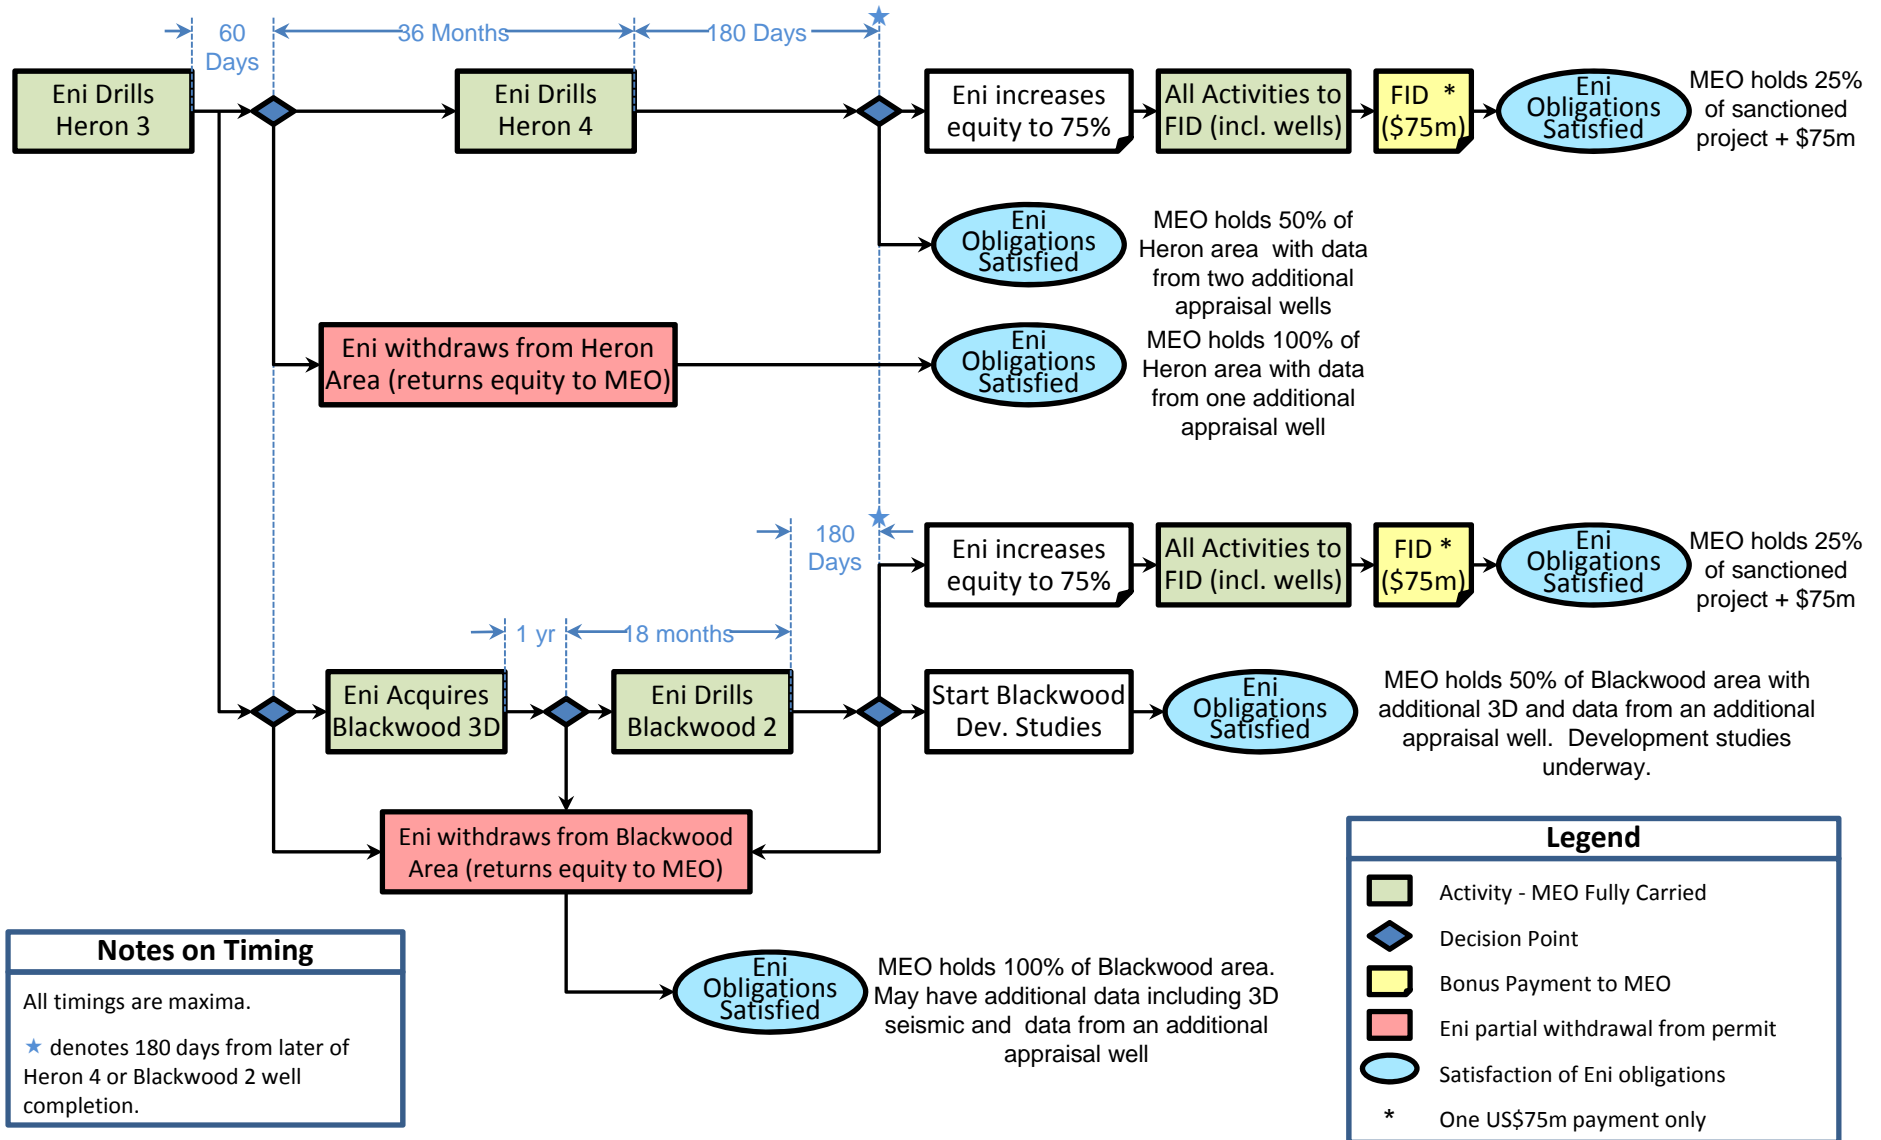 60
Days
36 Months
180 Days
Eni Drills
Heron 3
Eni Drills
Heron 4
Eni increases
equity to 75%
All Activities to
FID (incl. wells)
FID *
($75m)
Eni
Obligations
Satisfied
MEO holds 25%
of sanctioned
project + $75m
Eni
Obligations
Satisfied
MEO holds 50% of
Heron area with data
from two additional
appraisal wells
Eni withdraws from Heron
Area (returns equity to MEO)
Eni
Obligations
Satisfied
MEO holds 100% of
Heron area with data
from one additional
appraisal well
180
Days
Eni increases
equity to 75%
All Activities to
FID (incl. wells)
FID *
($75m)
Eni
Obligations
Satisfied
MEO holds 25%
of sanctioned
project + $75m
1 yr
18 months
Eni Acquires
Blackwood 3D
Eni Drills
Blackwood 2
Start Blackwood
Dev. Studies
Eni
Obligations
Satisfied
MEO holds 50% of Blackwood area with
additional 3D and data from an additional
appraisal well. Development studies
underway.
Eni withdraws from Blackwood
Area (returns equity to MEO)
Eni
Obligations
Satisfied
MEO holds 100% of Blackwood area.
May have additional data including 3D
seismic and data from an additional
appraisal well
Notes on Timing
All timings are maxima.
★ denotes 180 days from later of
Heron 4 or Blackwood 2 well
completion.
Legend
Activity - MEO Fully Carried
Decision Point
Bonus Payment to MEO
Eni partial withdrawal from permit
Satisfaction of Eni obligations
* One US$75m payment only